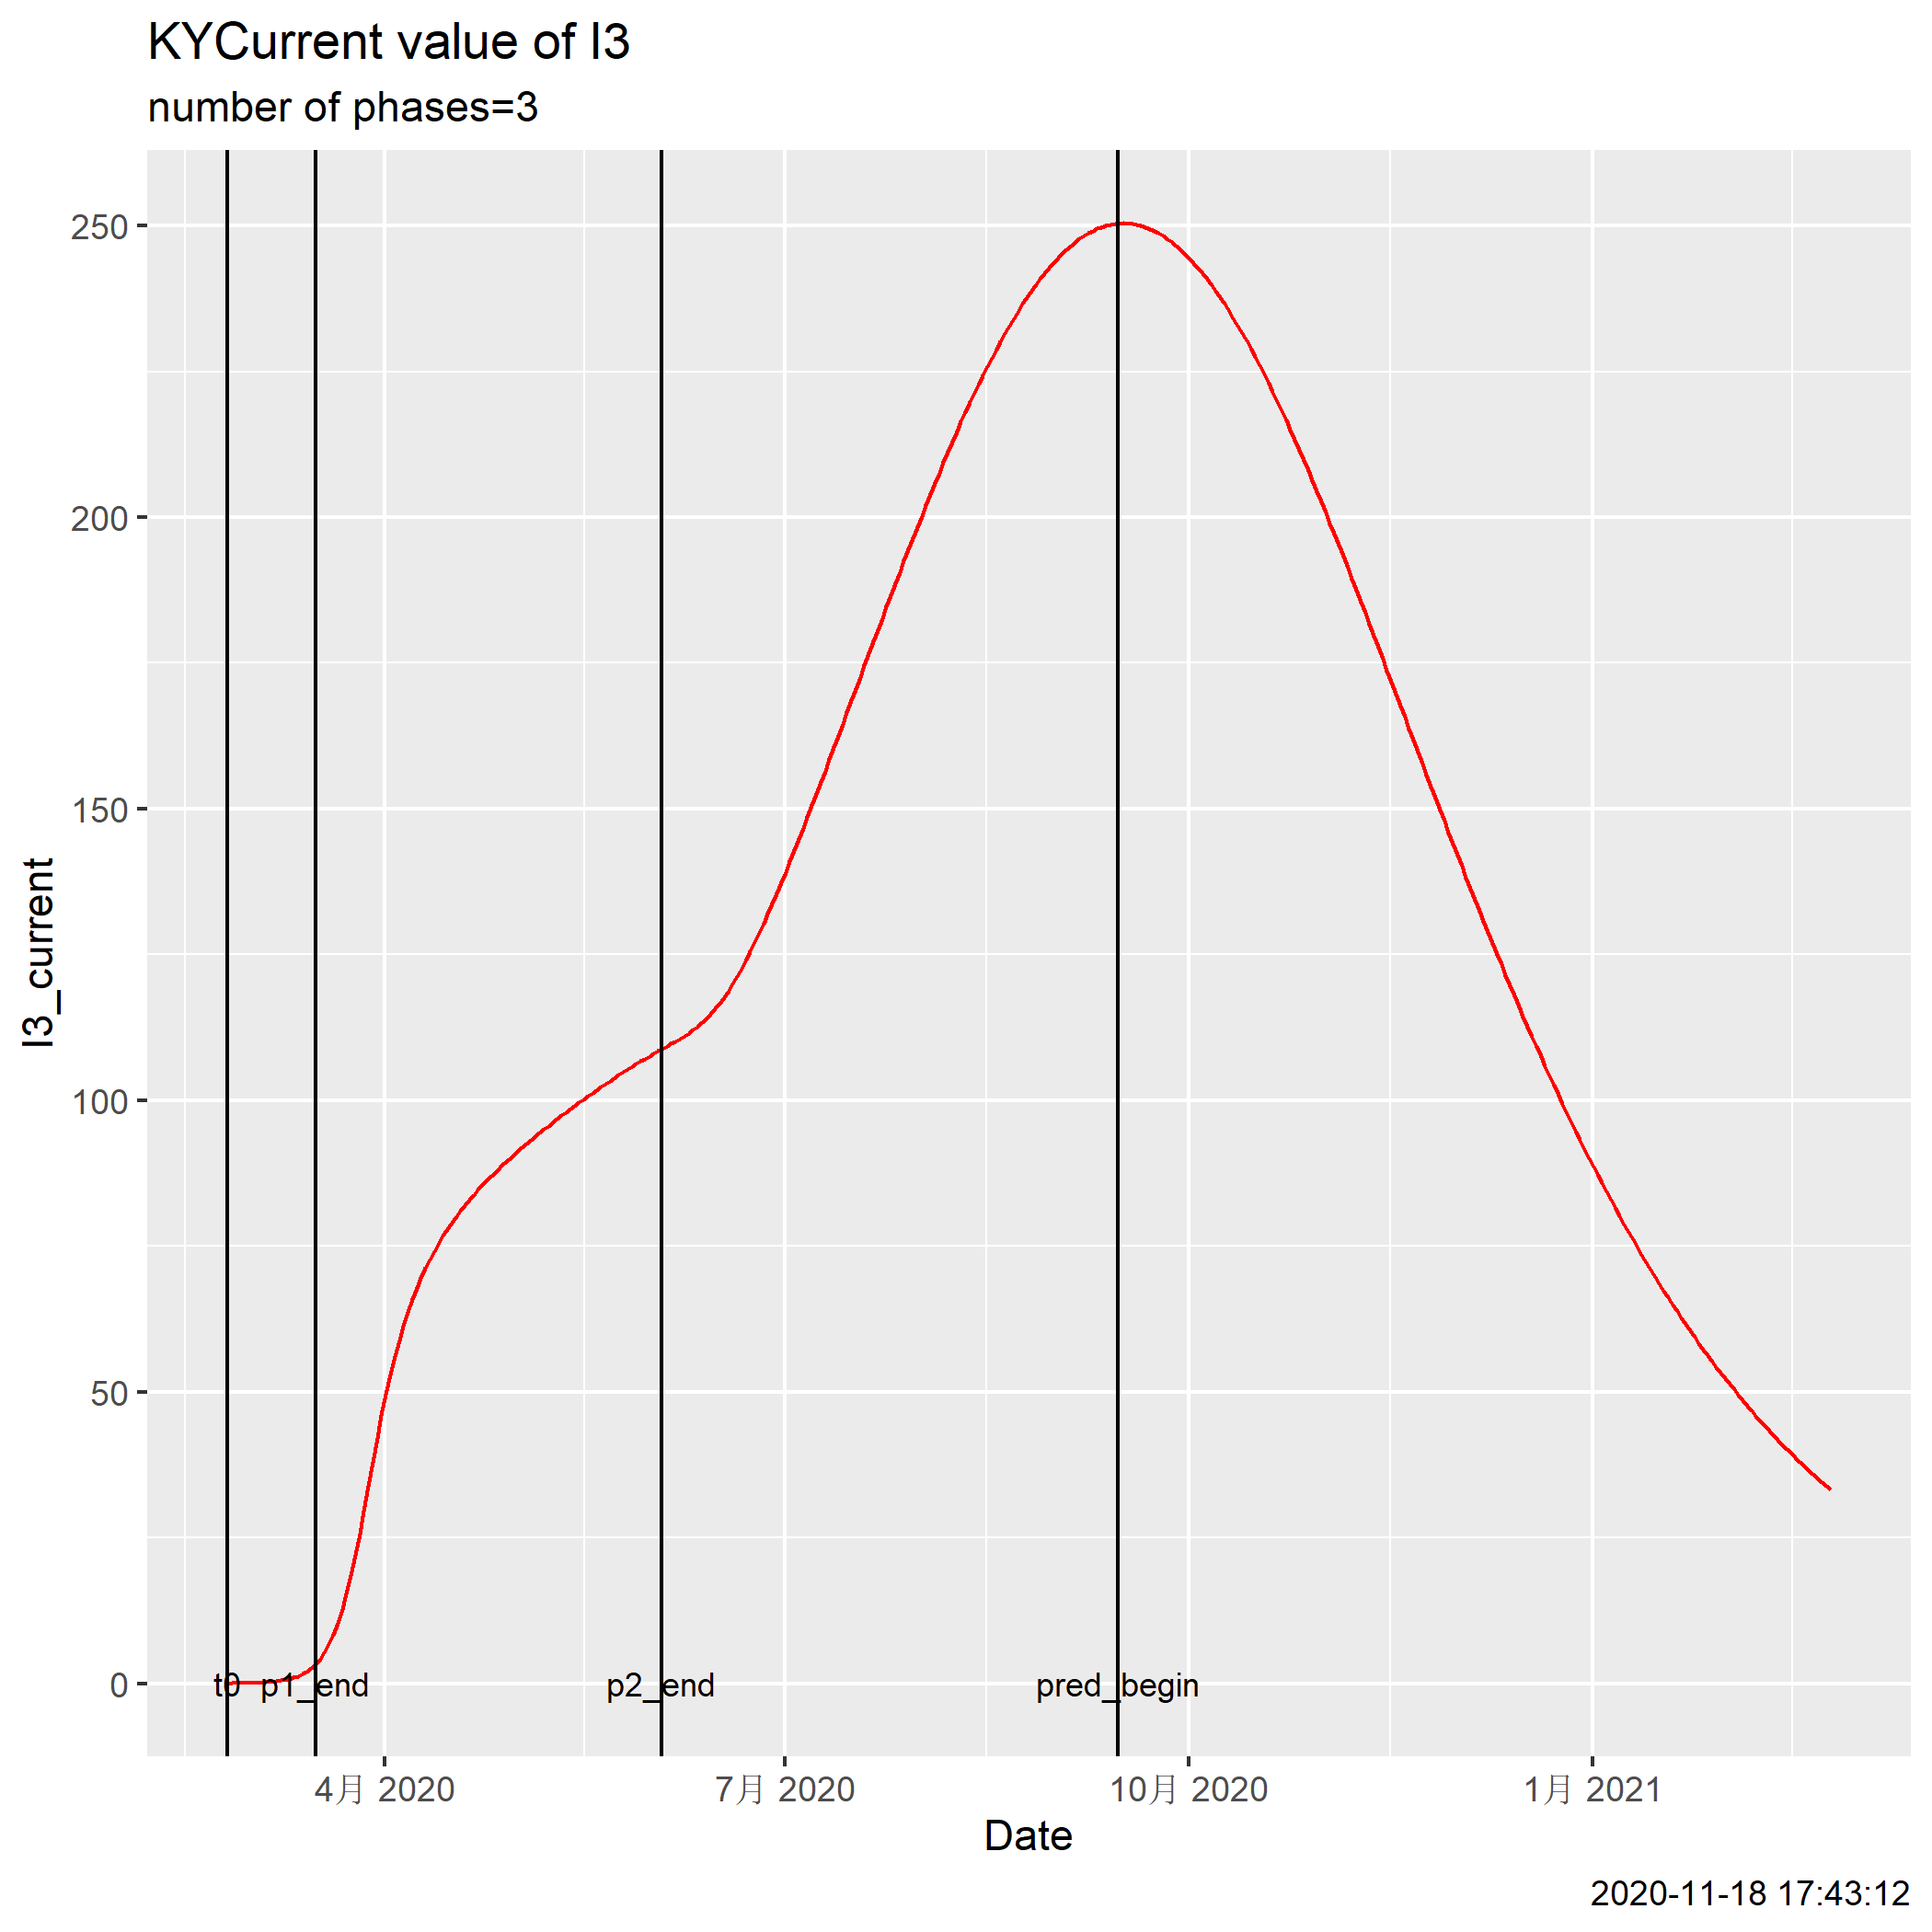 KYCurrent value of I3
number of phases=3
I3_current
250
200
150
100
50
0
t0 p1_end p2_end pred_begin
4月 2020 7月 2020 10月 2020 1月 2021
Date
2020-11-18 17:43:12